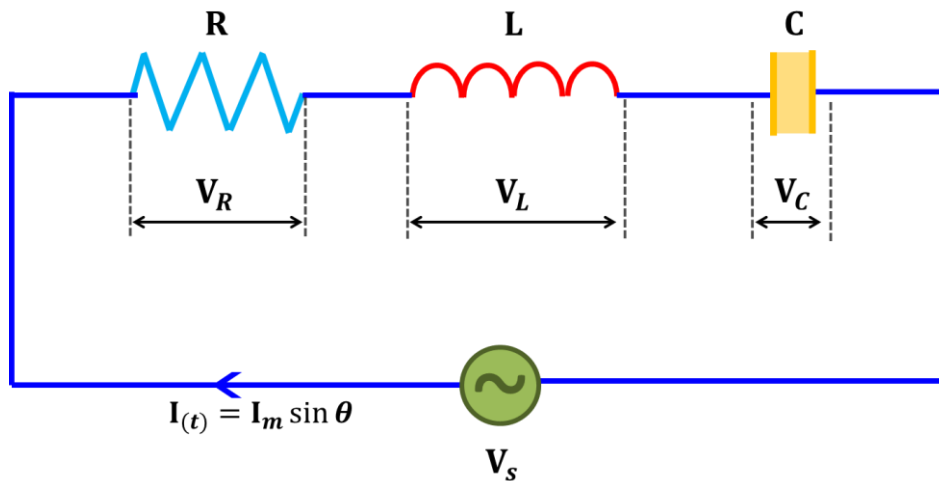 R
L
C
V_R
V_L
V_C
I_(t) = I_m sin θ
V_s